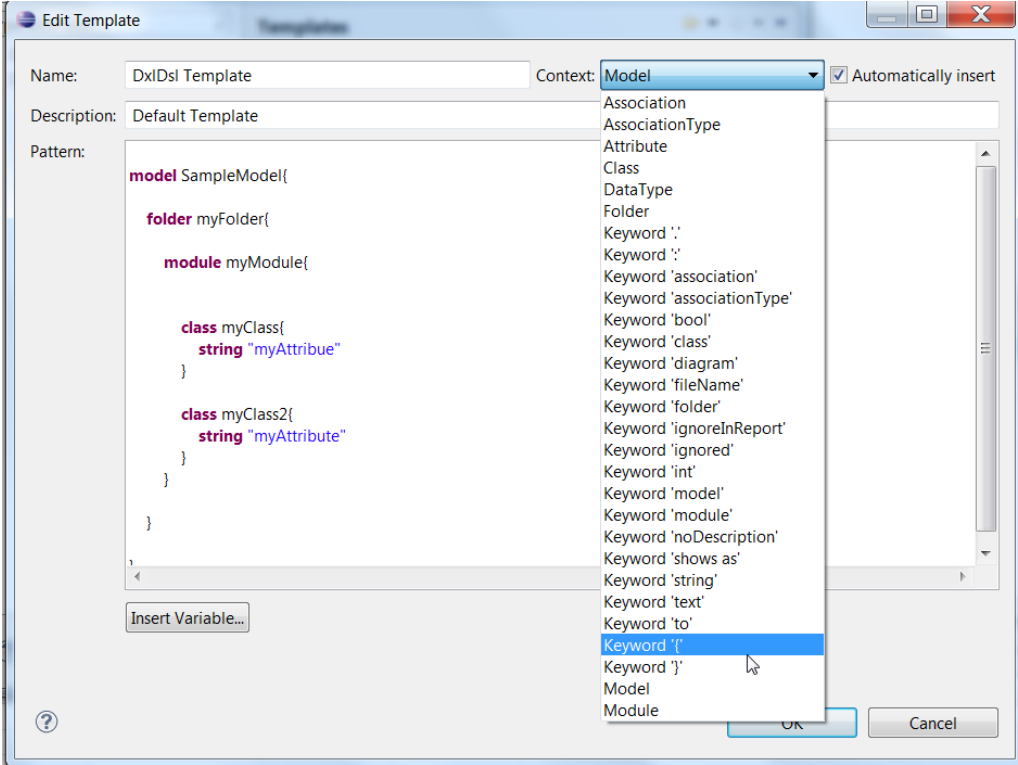 Edit Template
Templates
Name: DxlDsl Template Context: Model Automatically insert
Description: Default Template
Pattern:
model SampleModel{
folder myFolder{
module myModule{
class myClass{
string "myAttribue"
}
class myClass2{
string "myAttribute"
}
}
}
}
Association
AssociationType
Attribute
Class
DataType
Folder
Keyword '.'
Keyword ':'
Keyword 'association'
Keyword 'associationType'
Keyword 'bool'
Keyword 'class'
Keyword 'diagram'
Keyword 'fileName'
Keyword 'folder'
Keyword 'ignoreInReport'
Keyword 'ignored'
Keyword 'int'
Keyword 'model'
Keyword 'module'
Keyword 'noDescription'
Keyword 'shows as'
Keyword 'string'
Keyword 'text'
Keyword 'to'
Keyword '{'
Keyword '}'
Model
Module
Insert Variable...
OK Cancel